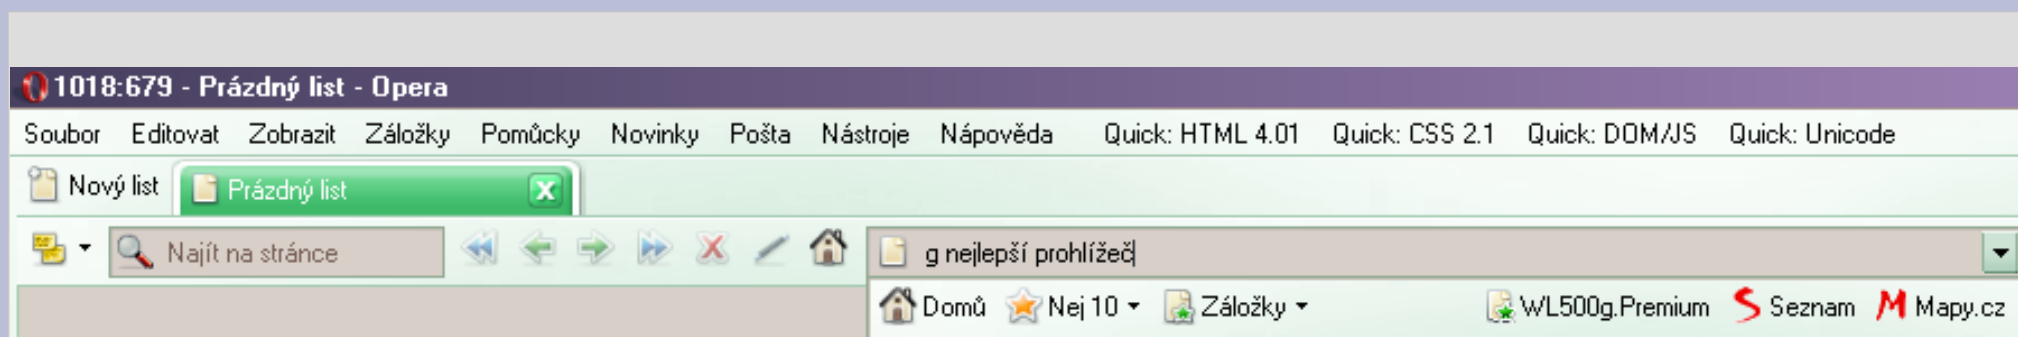 1018:679 - Prázdný list - Opera
Soubor Editovat Zobrazit Záložky Pomůcky Novinky Pošta Nástroje Nápověda Quick: HTML 4.01 Quick: CSS 2.1 Quick: DOM/JS Quick: Unicode
Nový list Prázdný list
Najít na stránce g nejlepší prohlížeč
Domů Nej 10 Záložky WL500g.Premium Seznam Mapy.cz